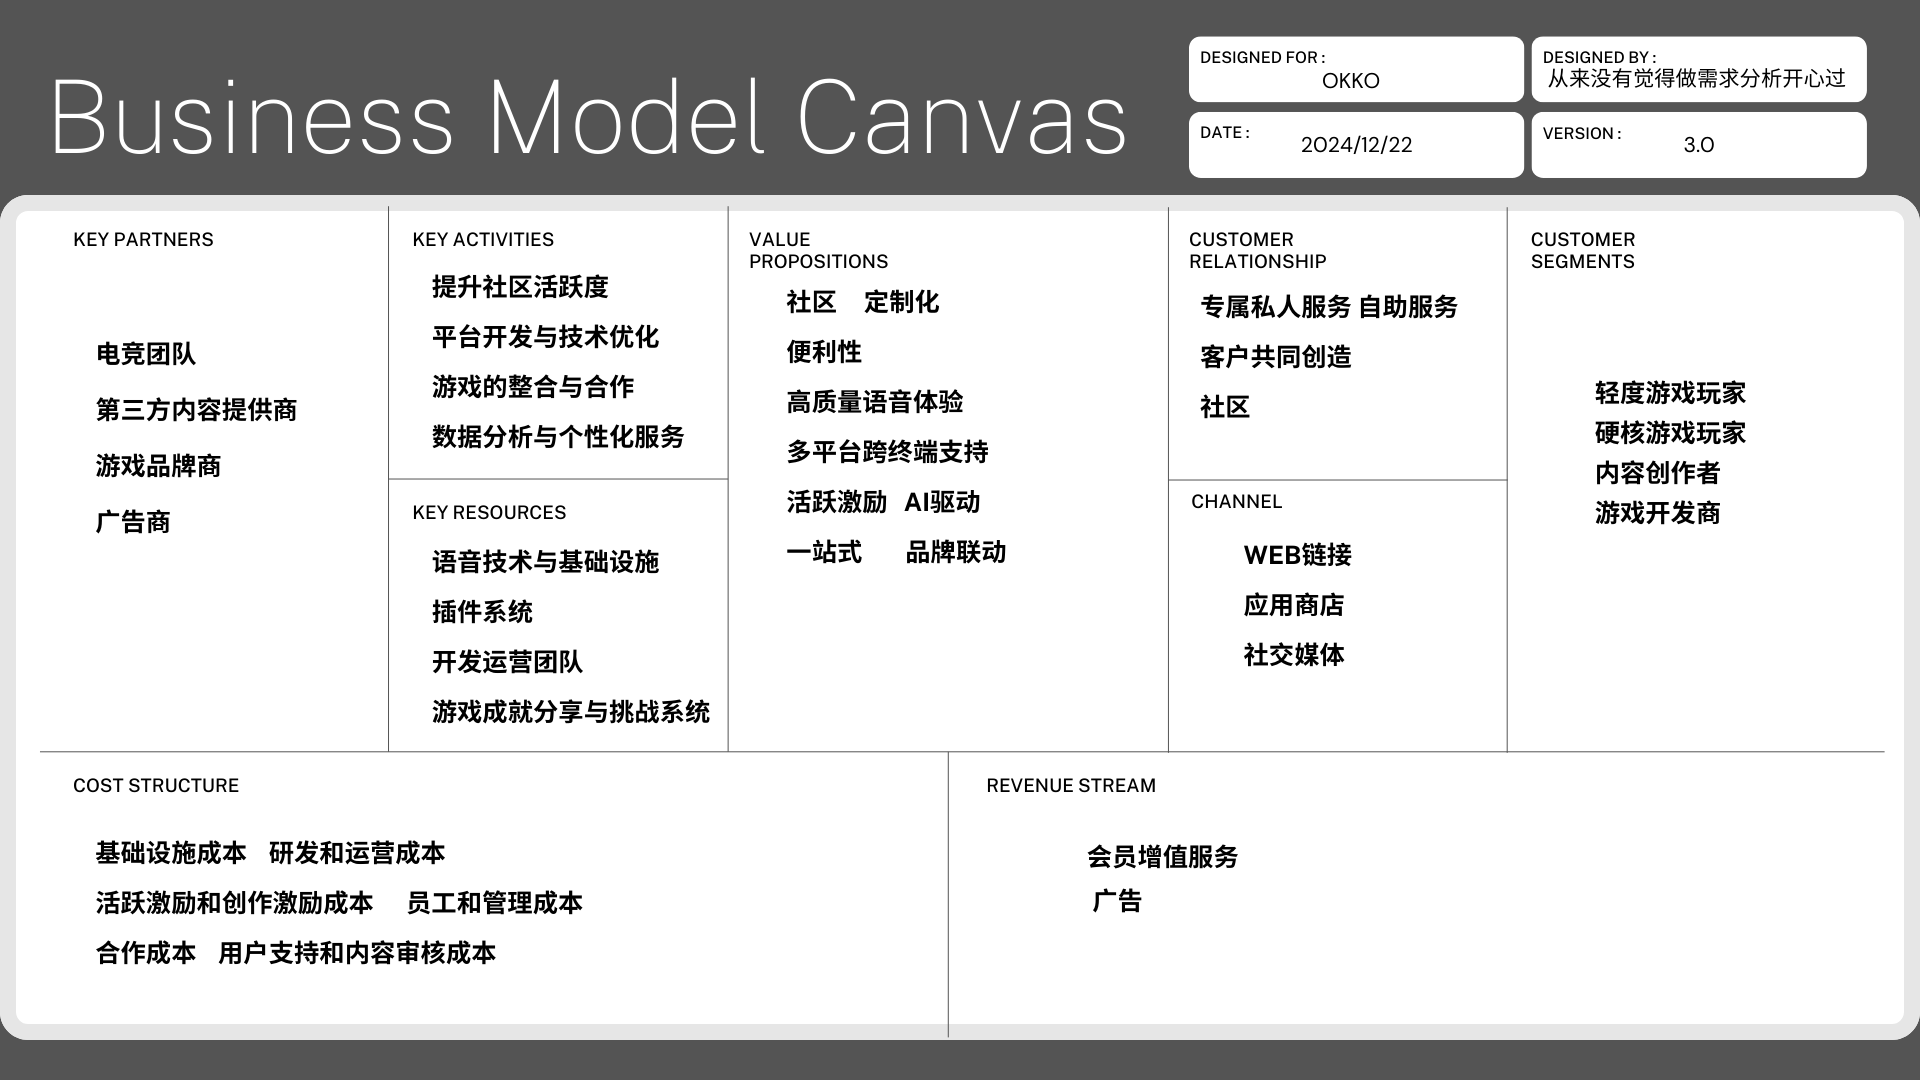 Business Model Canvas
DESIGNED FOR :
OKKO
DESIGNED BY :
从来没有觉得做需求分析开心过
DATE :
2024/12/22
VERSION :
3.0
KEY PARTNERS
电竞团队
第三方内容提供商
游戏品牌商
广告商
KEY ACTIVITIES
提升社区活跃度
平台开发与技术优化
游戏的整合与合作
数据分析与个性化服务
KEY RESOURCES
语音技术与基础设施
插件系统
开发运营团队
游戏成就分享与挑战系统
VALUE
PROPOSITIONS
社区 定制化
便利性
高质量语音体验
多平台跨终端支持
活跃激励 AI驱动
一站式 品牌联动
CUSTOMER
RELATIONSHIP
专属私人服务 自助服务
客户共同创造
社区
CHANNEL
WEB链接
应用商店
社交媒体
CUSTOMER
SEGMENTS
轻度游戏玩家
硬核游戏玩家
内容创作者
游戏开发商
COST STRUCTURE
基础设施成本 研发和运营成本
活跃激励和创作激励成本 员工和管理成本
合作成本 用户支持和内容审核成本
REVENUE STREAM
会员增值服务
广告